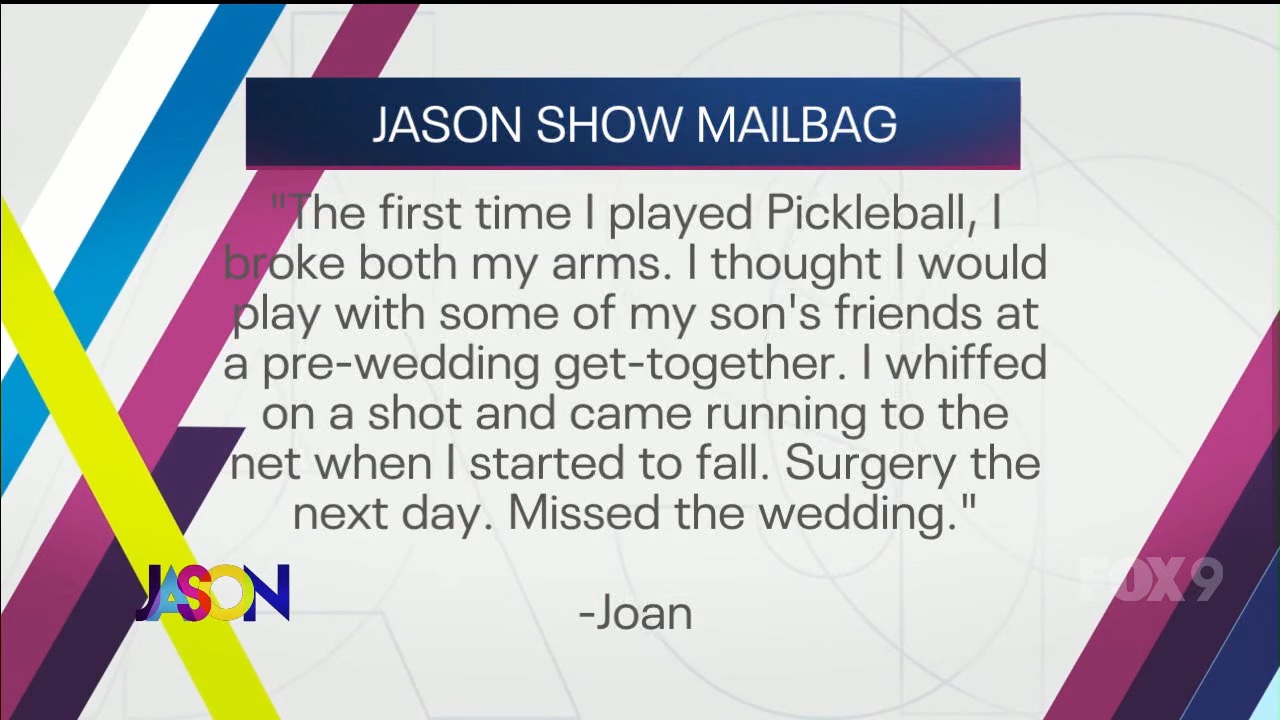 JASON SHOW MAILBAG
"The first time I played Pickleball, I
broke both my arms. I thought I would
play with some of my son's friends at
a pre-wedding get-together. I whiffed
on a shot and came running to the
net when I started to fall. Surgery the
next day. Missed the wedding."
-Joan
JASON
FOX 9